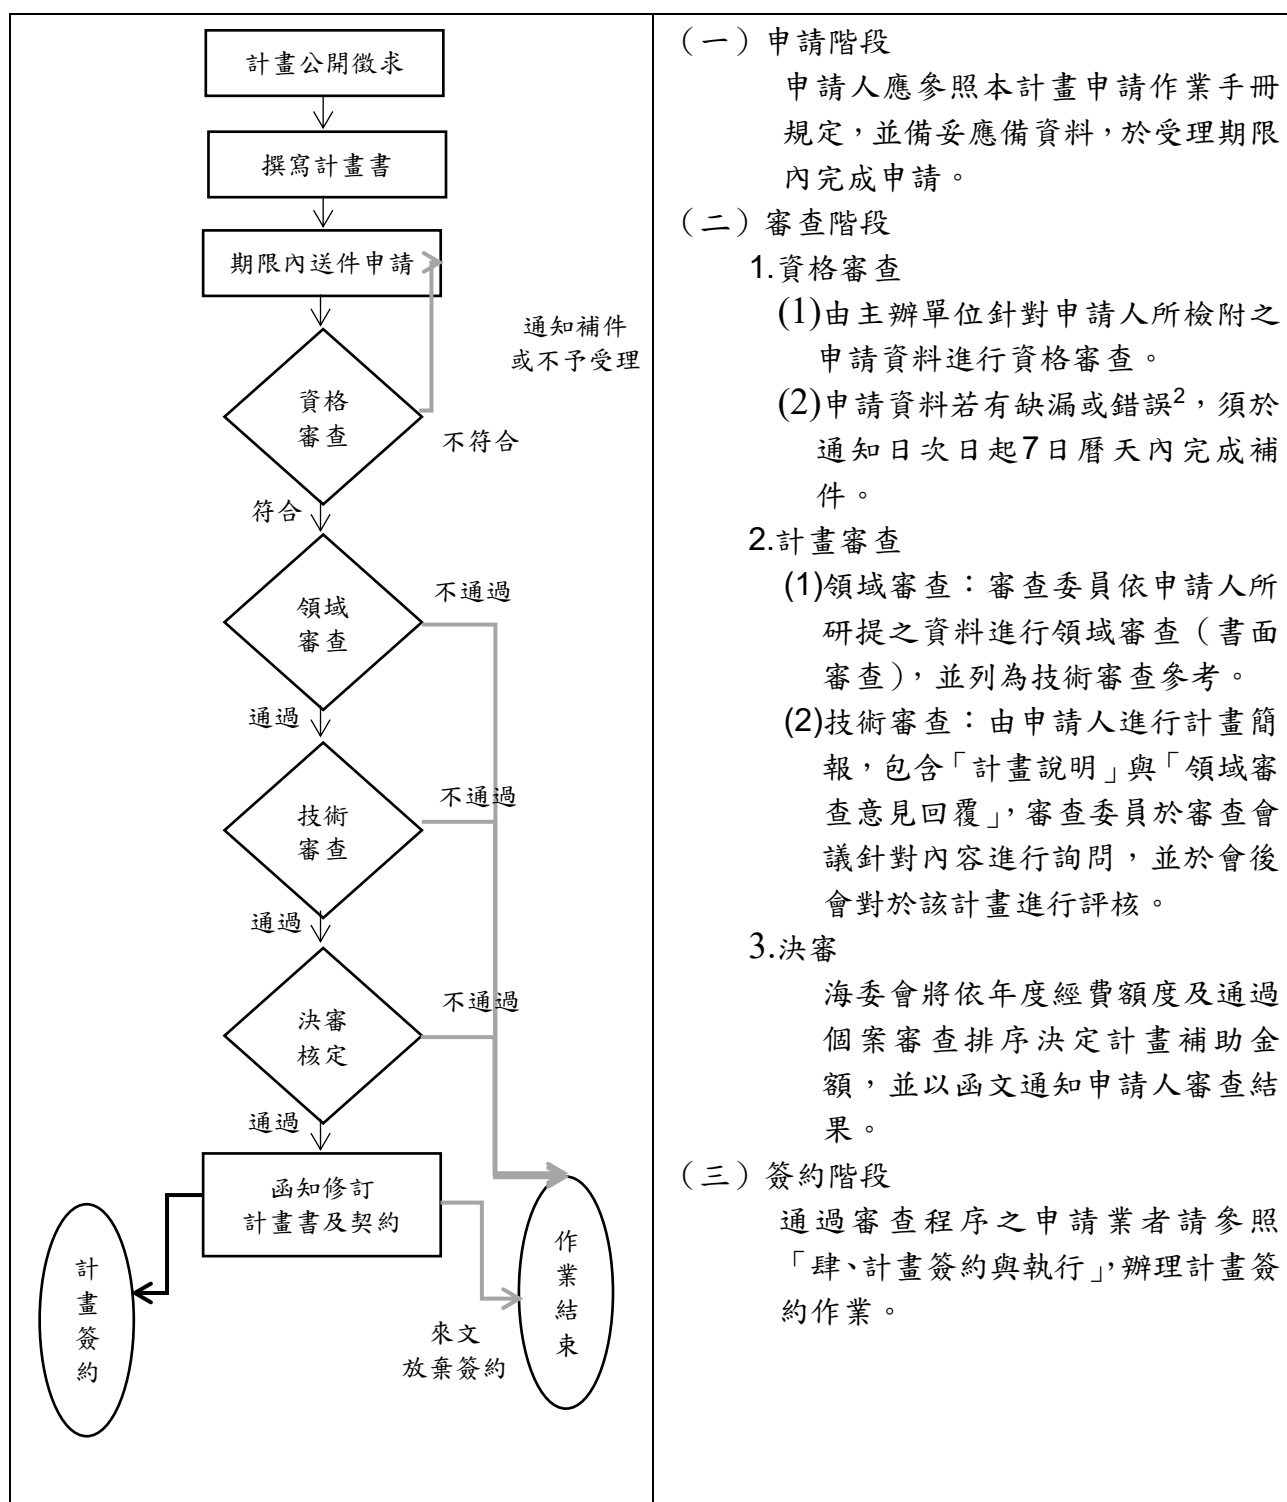 計畫公開徵求
撰寫計畫書
期限內送件申請
通知補件
或不予受理
資格
審查
不符合
符合
領域
審查
不通過
通過
技術
審查
不通過
通過
決審
核定
不通過
通過
函知修訂
計畫書及契約
計
畫
簽
約
作
業
結
束
來文
放棄簽約
（一）申請階段
申請人應參照本計畫申請作業手冊
規定，並備妥應備資料，於受理期限
內完成申請。
（二）審查階段
1.資格審查
(1)由主辦單位針對申請人所檢附之
申請資料進行資格審查。
(2)申請資料若有缺漏或錯誤2，須於
通知日次日起7日曆天內完成補
件。
2.計畫審查
(1)領域審查：審查委員依申請人所
研提之資料進行領域審查（書面
審查），並列為技術審查參考。
(2)技術審查：由申請人進行計畫簡
報，包含「計畫說明」與「領域審
查意見回覆」，審查委員於審查會
議針對內容進行詢問，並於會後
會對於該計畫進行評核。
3.決審
海委會將依年度經費額度及通過
個案審查排序決定計畫補助金
額，並以函文通知申請人審查結
果。
（三）簽約階段
通過審查程序之申請業者請參照
「肆、計畫簽約與執行」，辦理計畫簽
約作業。